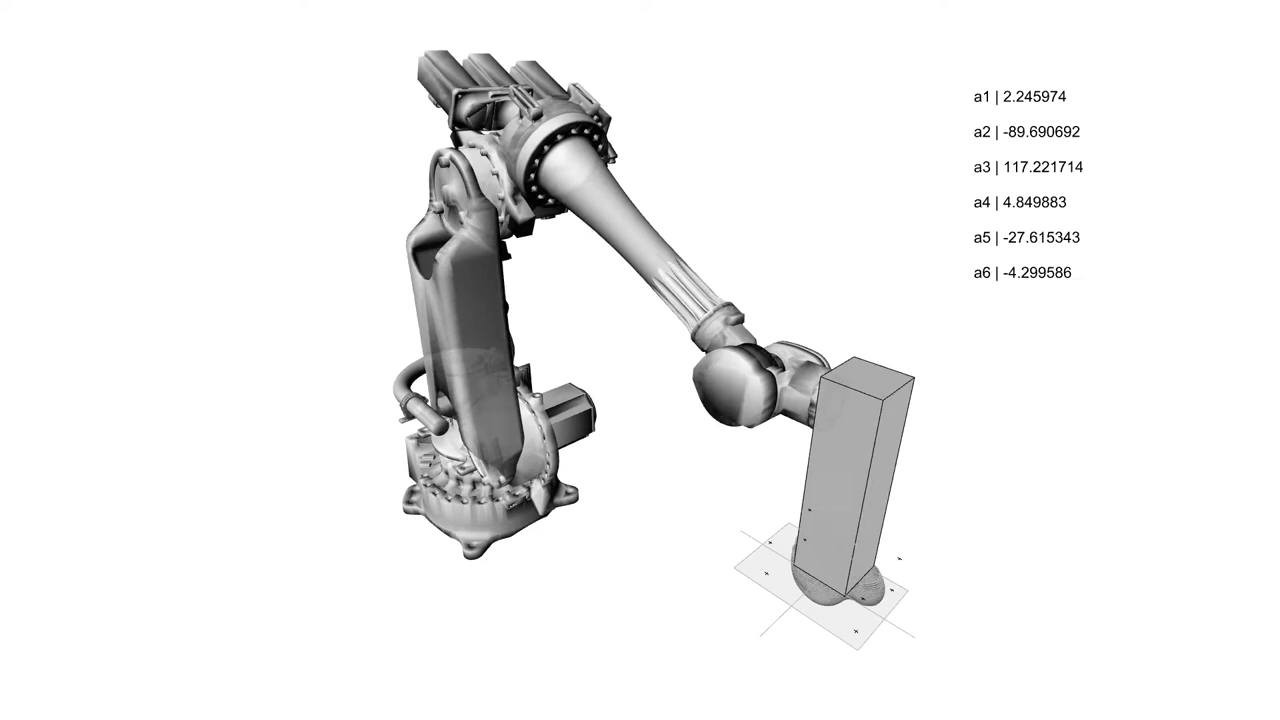 a1 | 2.245974
a2 | -89.690692
a3 | 117.221714
a4 | 4.849883
a5 | -27.615343
a6 | -4.299586